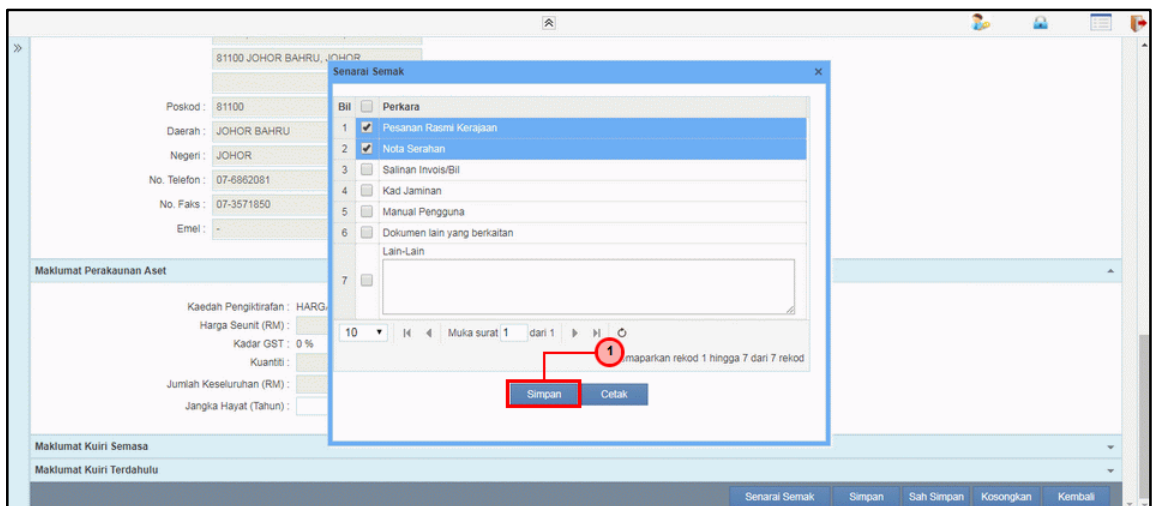 81100 JOHOR BAHRU, JOHOR
Poskod : 81100
Daerah : JOHOR BAHRU
Negeri : JOHOR
No. Telefon : 07-6862081
No. Faks : 07-3571850
Emel : -
Maklumat Perakaunan Aset
Kaedah Pengiktirafan : HARGA
Harga Seunit (RM) :
Kadar GST : 0 %
Kuantiti :
Jumlah Keseluruhan (RM) :
Jangka Hayat (Tahun) :
Senarai Semak
Bil Perkara
1 Pesanan Rasmi Kerajaan
2 Nota Serahan
3 Salinan Invois/Bil
4 Kad Jaminan
5 Manual Pengguna
6 Dokumen lain yang berkaitan
Lain-Lain
7
10 Muka surat 1 dari 1
1
maparkan rekod 1 hingga 7 dari 7 rekod
Simpan Cetak
Maklumat Kuiri Semasa
Maklumat Kuiri Terdahulu
Senarai Semak Simpan Sah Simpan Kosongkan Kembali